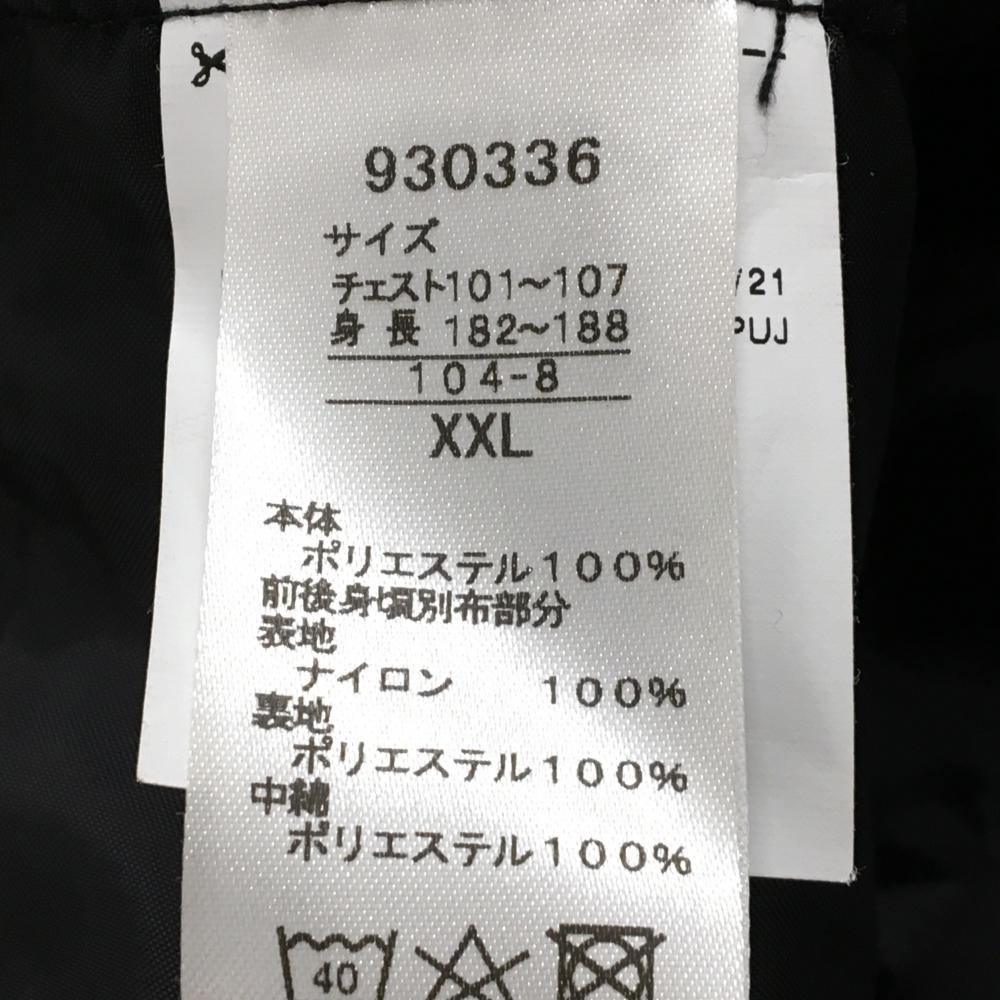 930336
サイズ
チェスト101～107
身 長 182～188
104-8
XXL
/21
PUJ
本体
ポリエステル100%
前後身頃別布部分
表地
ナイロン 100%
裏地
ポリエステル100%
中綿
ポリエステル100%
40